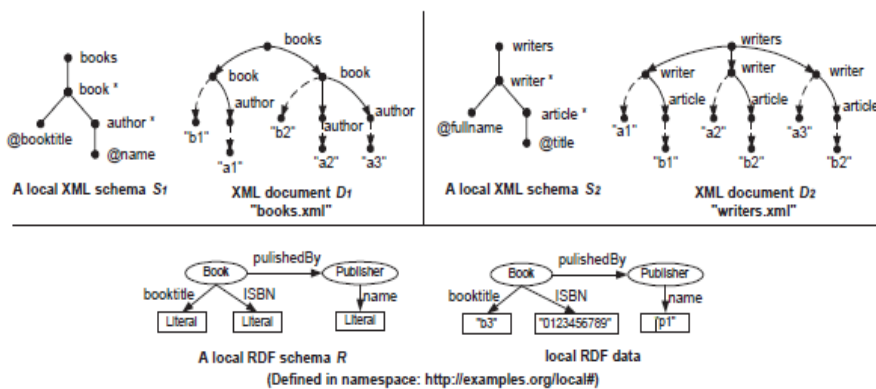 books
book *
author *
@booktitle
@name
A local XML schema S1
books
book
book
author
author
author
"b1"
"b2"
"a1"
"a2"
"a3"
XML document D1
"books.xml"
writers
writer *
article *
@fullname
@title
A local XML schema S2
writers
writer
writer
writer
article
article
article
"a1"
"a2"
"a3"
"b1"
"b2"
"b2"
XML document D2
"writers.xml"
pulishedBy
Book
Publisher
booktitle
ISBN
name
Literal
Literal
Literal
A local RDF schema R
pulishedBy
Book
Publisher
booktitle
ISBN
name
"b3"
"0123456789"
"p1"
local RDF data
(Defined in namespace: http://examples.org/local#)